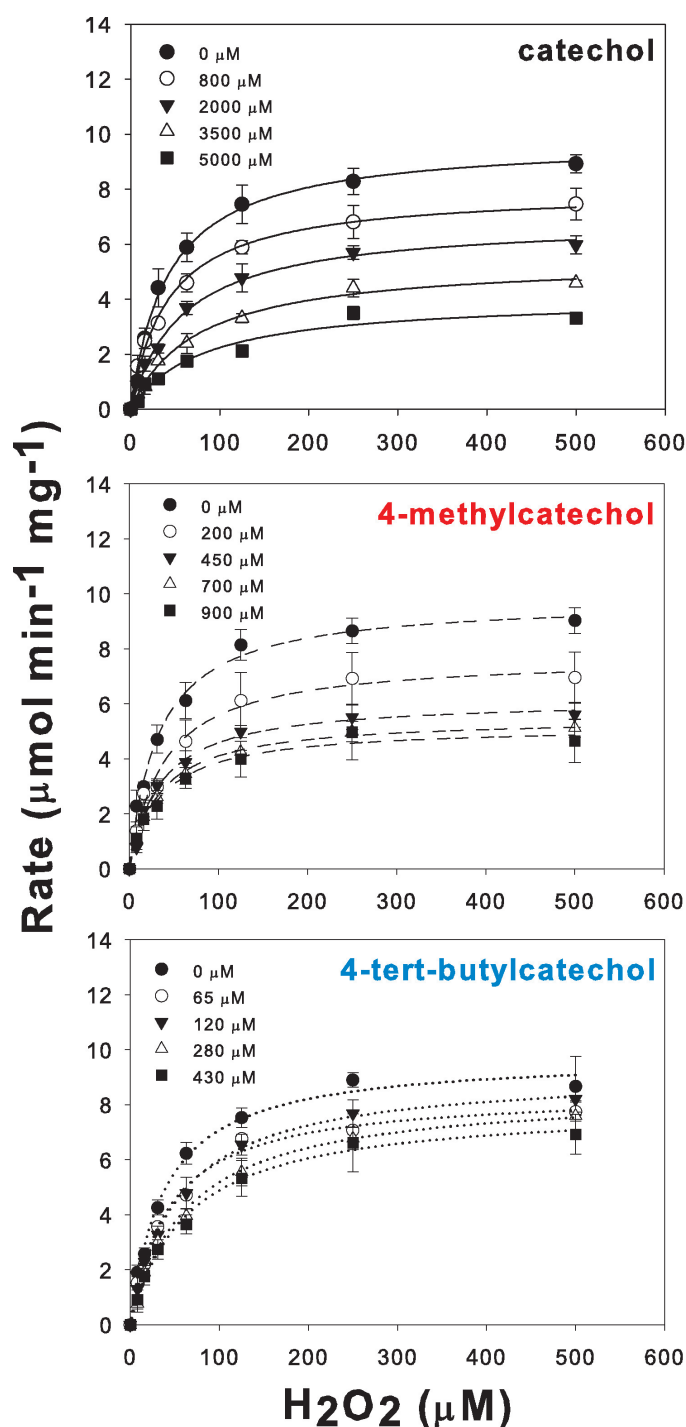 Rate (μmol min-1 mg-1)
catechol
0 μM
800 μM
2000 μM
3500 μM
5000 μM
14
12
10
8
6
4
2
0
0 100 200 300 400 500 600
4-methylcatechol
0 μM
200 μM
450 μM
700 μM
900 μM
14
12
10
8
6
4
2
0
0 100 200 300 400 500 600
4-tert-butylcatechol
0 μM
65 μM
120 μM
280 μM
430 μM
14
12
10
8
6
4
2
0
0 100 200 300 400 500 600
H2O2 (μM)